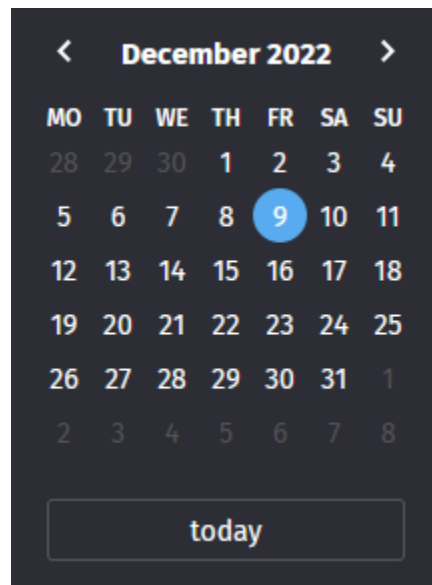 December 2022
MO TU WE TH FR SA SU
28 29 30 1 2 3 4
5 6 7 8 9 10 11
12 13 14 15 16 17 18
19 20 21 22 23 24 25
26 27 28 29 30 31 1
2 3 4 5 6 7 8
today